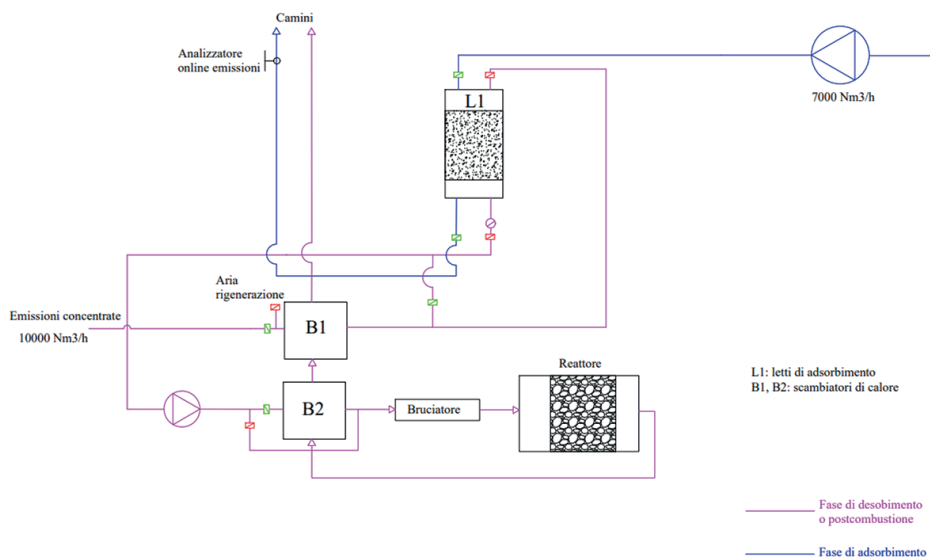 Camini
Analizzatore
online emissioni
7000 Nm3/h
L1
Aria
rigenerazione
Emissioni concentrate
10000 Nm3/h
B1
Reattore
L1: letti di adsorbimento
B1, B2: scambiatori di calore
B2
Bruciatore
Fase di desobimento
o postcombustione
Fase di adsorbimento